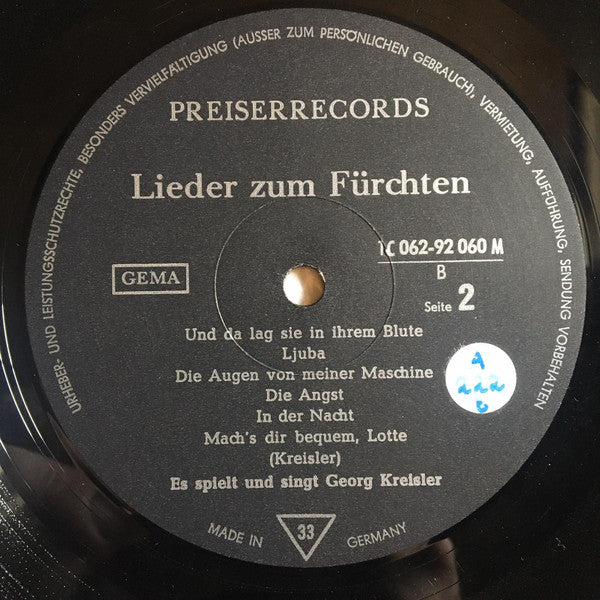 URHEBER- UND LEISTUNGSSCHUTZRECHTE, BESONDERS VERVIELFÄLTIGUNG (AUSSER ZUM PERSÖNLICHEN GEBRAUCH), VERMIETUNG, AUFFÜHRUNG, SENDUNG VORBEHALTEN
PREISERRECORDS
Lieder zum Fürchten
1C 062-92 060 M
GEMA
B
Seite 2
Und da lag sie in ihrem Blute
Ljuba
Die Augen von meiner Maschine
Die Angst
In der Nacht
Mach's dir bequem, Lotte
(Kreisler)
Es spielt und singt Georg Kreisler
A
222
MADE IN 33 GERMANY